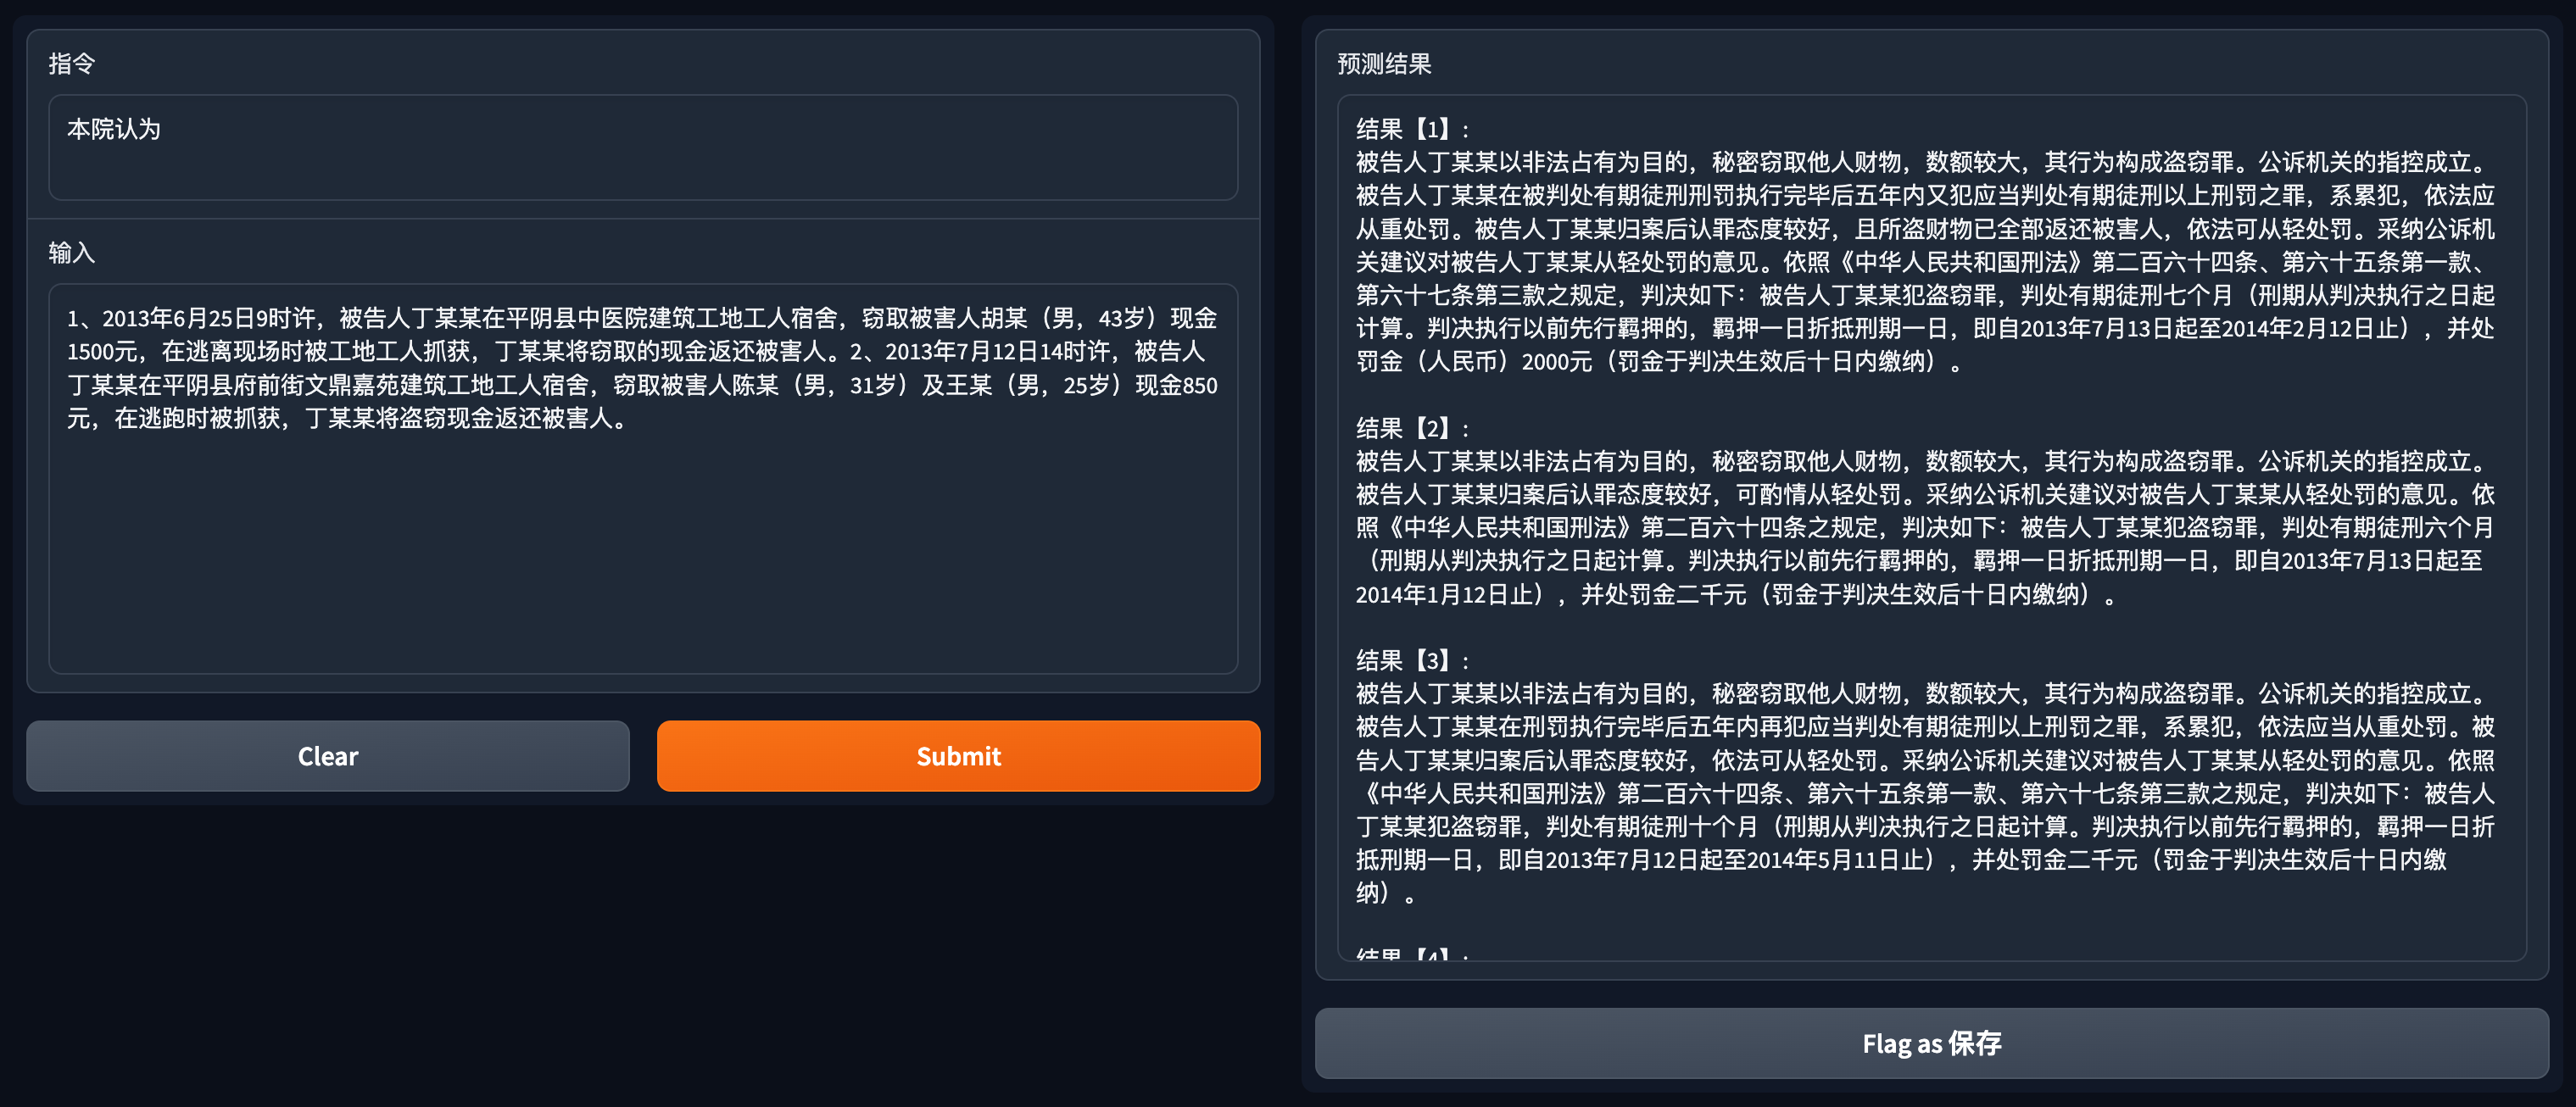 指令
本院认为
输入
1、2013年6月25日9时许，被告人丁某某在平阴县中医院建筑工地工人宿舍，窃取被害人胡某（男，43岁）现金
1500元，在逃离现场时被工地工人抓获，丁某某将窃取的现金返还被害人。2、2013年7月12日14时许，被告人
丁某某在平阴县府前街文鼎嘉苑建筑工地工人宿舍，窃取被害人陈某（男，31岁）及王某（男，25岁）现金850
元，在逃跑时被抓获，丁某某将盗窃现金返还被害人。
Clear
Submit
预测结果
结果【1】:
被告人丁某某以非法占有为目的，秘密窃取他人财物，数额较大，其行为构成盗窃罪。公诉机关的指控成立。
被告人丁某某在被判处有期徒刑刑罚执行完毕后五年内又犯应当判处有期徒刑以上刑罚之罪，系累犯，依法应
从重处罚。被告人丁某某归案后认罪态度较好，且所盗财物已全部返还被害人，依法可从轻处罚。采纳公诉机
关建议对被告人丁某某从轻处罚的意见。依照《中华人民共和国刑法》第二百六十四条、第六十五条第一款、
第六十七条第三款之规定，判决如下：被告人丁某某犯盗窃罪，判处有期徒刑七个月（刑期从判决执行之日起
计算。判决执行以前先行羁押的，羁押一日折抵刑期一日，即自2013年7月13日起至2014年2月12日止），并处
罚金（人民币）2000元（罚金于判决生效后十日内缴纳）。
结果【2】:
被告人丁某某以非法占有为目的，秘密窃取他人财物，数额较大，其行为构成盗窃罪。公诉机关的指控成立。
被告人丁某某归案后认罪态度较好，可酌情从轻处罚。采纳公诉机关建议对被告人丁某某从轻处罚的意见。依
照《中华人民共和国刑法》第二百六十四条之规定，判决如下：被告人丁某某犯盗窃罪，判处有期徒刑六个月
（刑期从判决执行之日起计算。判决执行以前先行羁押的，羁押一日折抵刑期一日，即自2013年7月13日起至
2014年1月12日止），并处罚金二千元（罚金于判决生效后十日内缴纳）。
结果【3】:
被告人丁某某以非法占有为目的，秘密窃取他人财物，数额较大，其行为构成盗窃罪。公诉机关的指控成立。
被告人丁某某在刑罚执行完毕后五年内再犯应当判处有期徒刑以上刑罚之罪，系累犯，依法应当从重处罚。被
告人丁某某归案后认罪态度较好，依法可从轻处罚。采纳公诉机关建议对被告人丁某某从轻处罚的意见。依照
《中华人民共和国刑法》第二百六十四条、第六十五条第一款、第六十七条第三款之规定，判决如下：被告人
丁某某犯盗窃罪，判处有期徒刑十个月（刑期从判决执行之日起计算。判决执行以前先行羁押的，羁押一日折
抵刑期一日，即自2013年7月12日起至2014年5月11日止），并处罚金二千元（罚金于判决生效后十日内缴
纳）。
结果【4】:
Flag as 保存